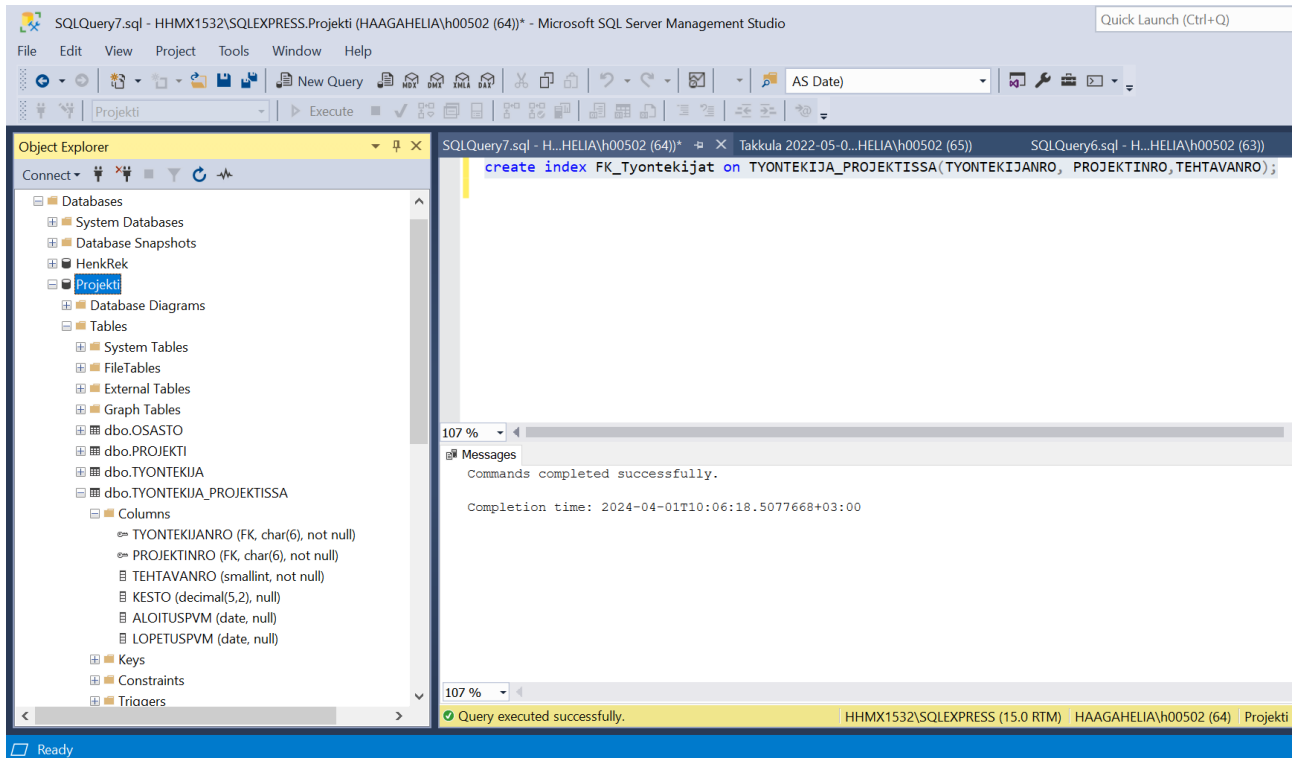 SQLQuery7.sql - HHMX1532\SQLEXPRESS.Projekti (HAAGAHELIA\h00502 (64))* - Microsoft SQL Server Management Studio
Quick Launch (Ctrl+Q)
File Edit View Project Tools Window Help
New Query MDX DMX XMLA DAX AS Date)
Projekti Execute
Object Explorer
SQLQuery7.sql - H...HELIA\h00502 (64))* Takkula 2022-05-0...HELIA\h00502 (65)) SQLQuery6.sql - H...HELIA\h00502 (63))
Connect
create index FK_Tyontekijat on TYONTEKIJA_PROJEKTISSA(TYONTEKIJANRO, PROJEKTINRO,TEHTAVANRO);
Databases
System Databases
Database Snapshots
HenkRek
Projekti
Database Diagrams
Tables
System Tables
FileTables
External Tables
Graph Tables
dbo.OSASTO
dbo.PROJEKTI
dbo.TYONTEKIJA
dbo.TYONTEKIJA_PROJEKTISSA
Columns
TYONTEKIJANRO (FK, char(6), not null)
PROJEKTINRO (FK, char(6), not null)
TEHTAVANRO (smallint, not null)
KESTO (decimal(5,2), null)
ALOITUSPVM (date, null)
LOPETUSPVM (date, null)
Keys
Constraints
Triggers
107 %
Messages
Commands completed successfully.
Completion time: 2024-04-01T10:06:18.5077668+03:00
107 %
Query executed successfully. HHMX1532\SQLEXPRESS (15.0 RTM) HAAGAHELIA\h00502 (64) Projekti
Ready